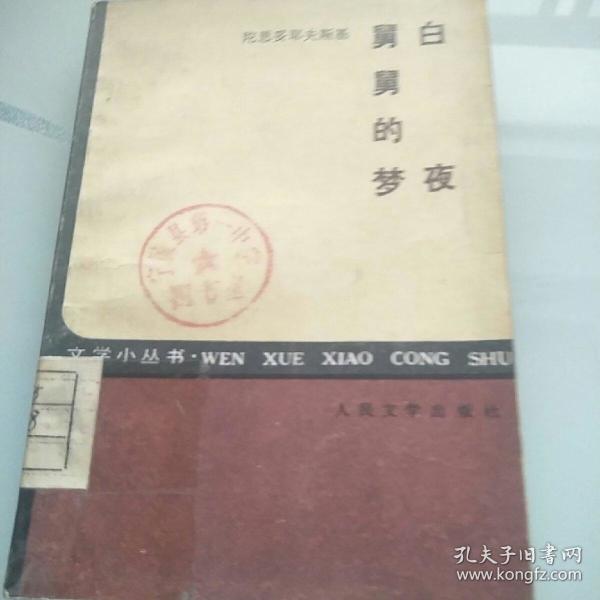 陀思妥耶夫斯基
白夜
舅舅的梦
文学小丛书·WEN XUE XIAO CONG SHU
人民文学出版社
孔夫子旧书网
www.kongfz.com